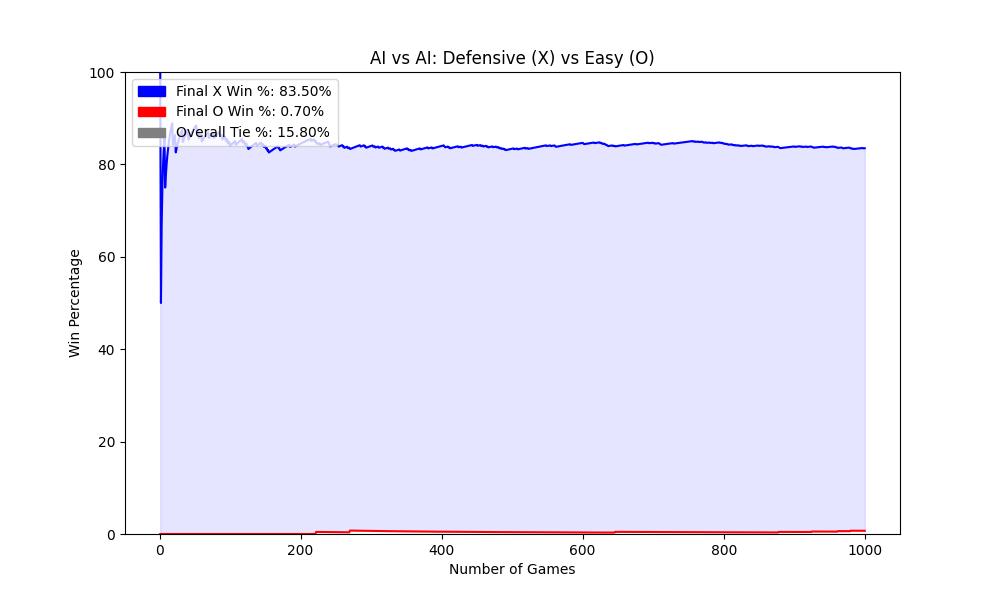 AI vs AI: Defensive (X) vs Easy (O)
100
80
60
40
20
0
Win Percentage
Final X Win %: 83.50%
Final O Win %: 0.70%
Overall Tie %: 15.80%
0 200 400 600 800 1000
Number of Games